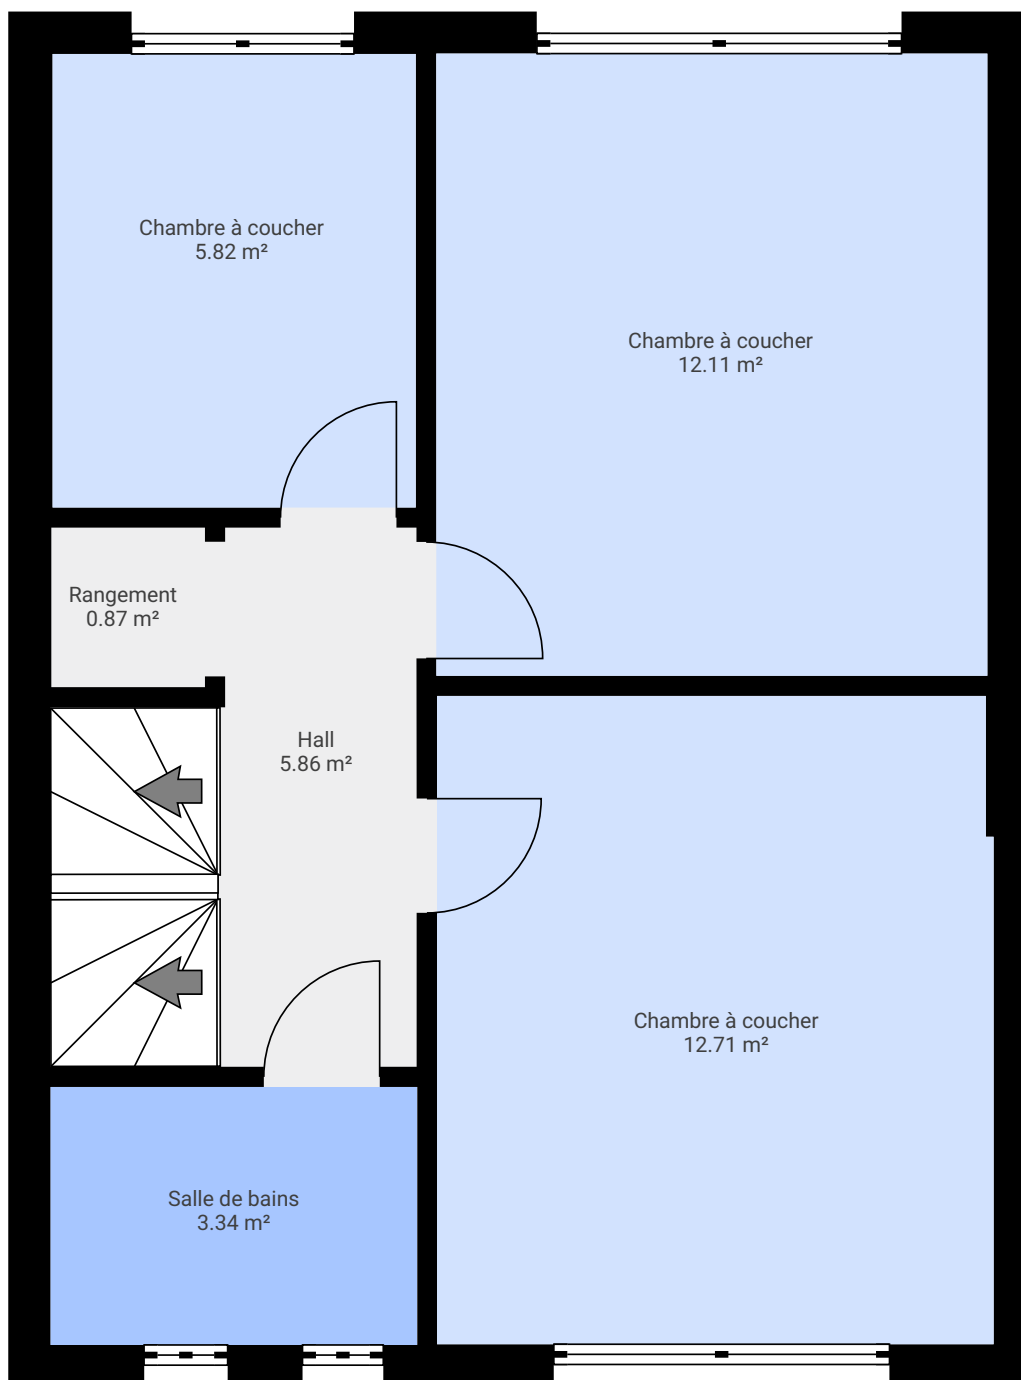 Chambre à coucher
5.82 m²
Chambre à coucher
12.11 m²
Rangement
0.87 m²
Hall
5.86 m²
Chambre à coucher
12.71 m²
Salle de bains
3.34 m²